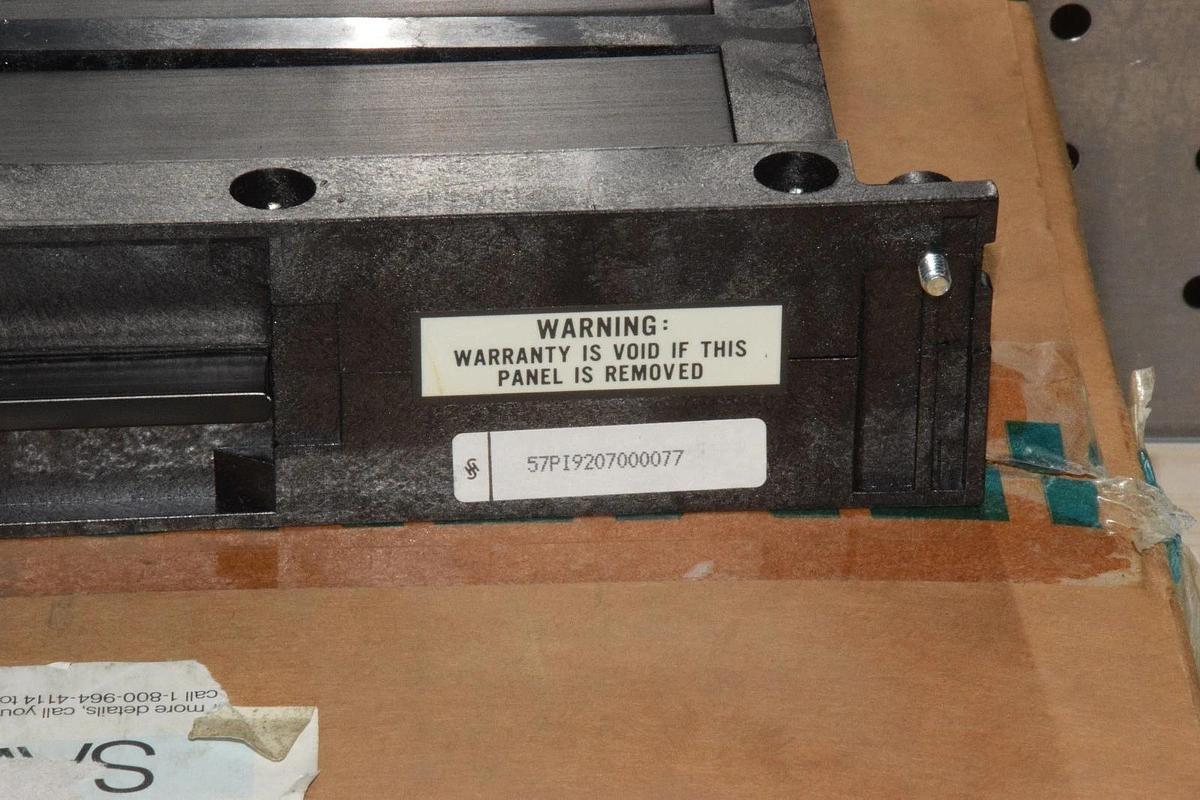 WARNING:
WARRANTY IS VOID IF THIS
PANEL IS REMOVED
57PI9207000077
more details, call you
call 1-800-964-4114 to